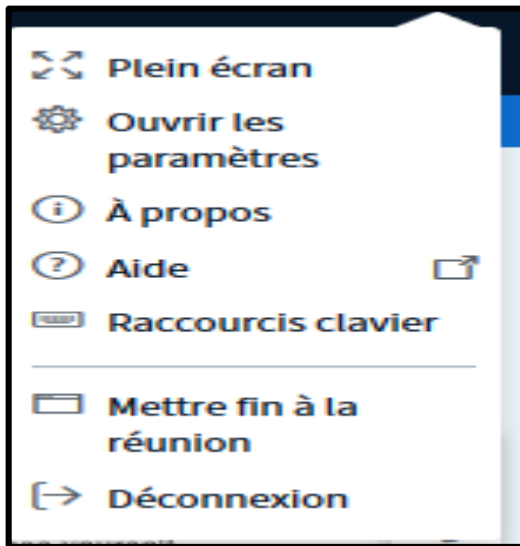 Plein écran
Ouvrir les
paramètres
À propos
Aide
Raccourcis clavier
Mettre fin à la
réunion
Déconnexion